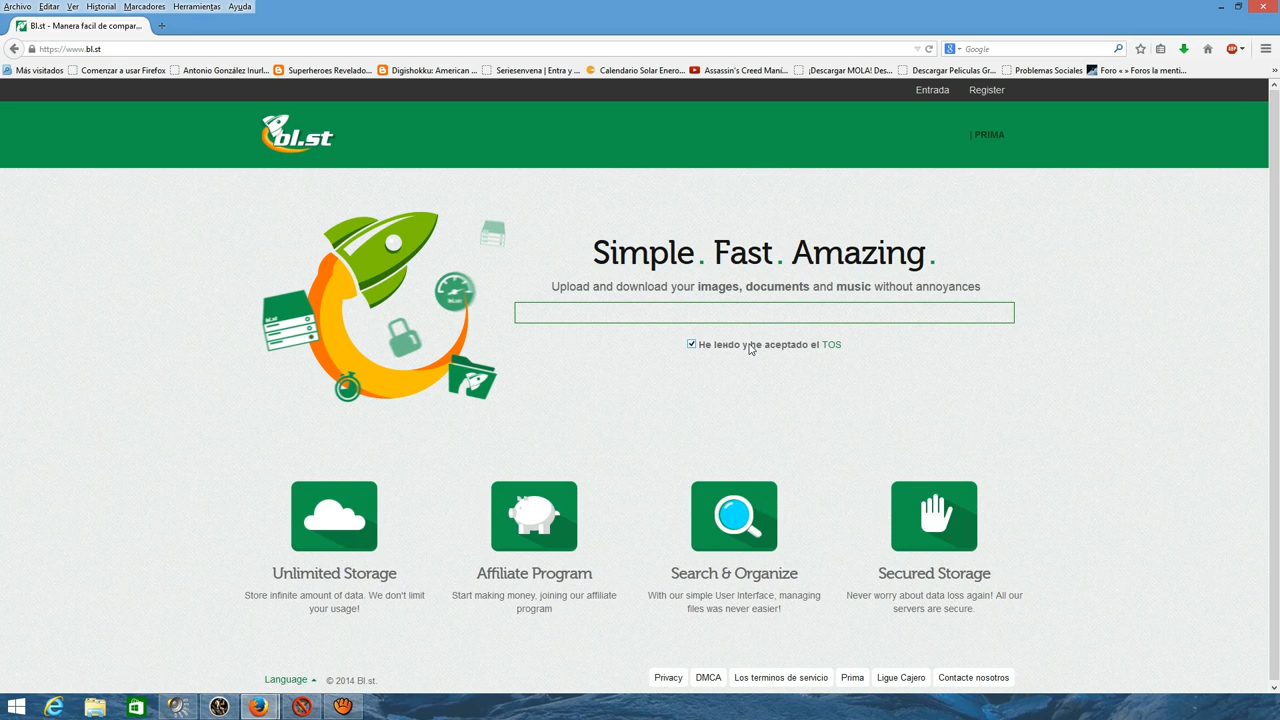 Archivo Editar Ver Historial Marcadores Herramientas Ayuda
Bl.st - Manera facil de compar...
https://www.bl.st
Google
Más visitados Comenzar a usar Firefox Antonio González Inurl... Superheroes Revelado... Digishokku: American ... Seriesenvina | Entra y ... Calendario Solar Enero... Assassin's Creed Maní... ¡Descargar MOLA! Des... Descargar Peliculas Gr... Problemas Sociales Foro « » Foros la menti... »
Entrada Register
bl.st
| PRIMA
Simple. Fast. Amazing.
Upload and download your images, documents and music without annoyances
bl.st
He leído y he aceptado el TOS
Unlimited Storage
Store infinite amount of data. We don't limit
your usage!
Affiliate Program
Start making money, joining our affiliate
program
Search & Organize
With our simple User Interface, managing
files was never easier!
Secured Storage
Never worry about data loss again! All our
servers are secure.
Language © 2014 Bl.st.
Privacy DMCA Los terminos de servicio Prima Ligue Cajero Contacte nosotros